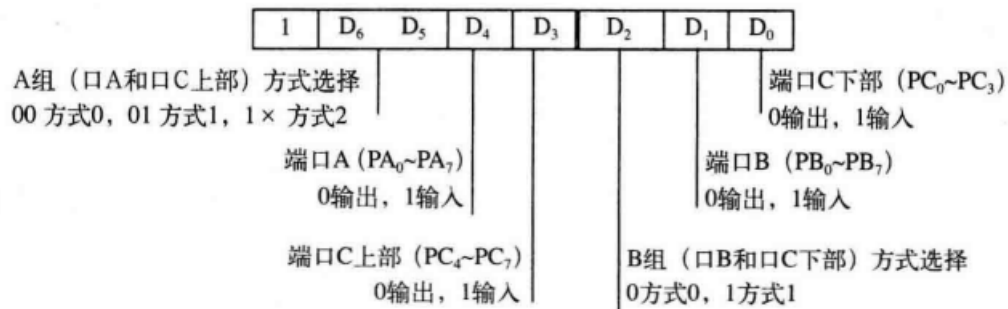 1 D₆ D₅ D₄ D₃ D₂ D₁ D₀
A组（口A和口C上部）方式选择
00 方式0，01 方式1，1× 方式2
端口C下部（PC₀~PC₃）
0输出，1输入
端口A（PA₀~PA₇）
0输出，1输入
端口B（PB₀~PB₇）
0输出，1输入
端口C上部（PC₄~PC₇）
0输出，1输入
B组（口B和口C下部）方式选择
0方式0，1方式1